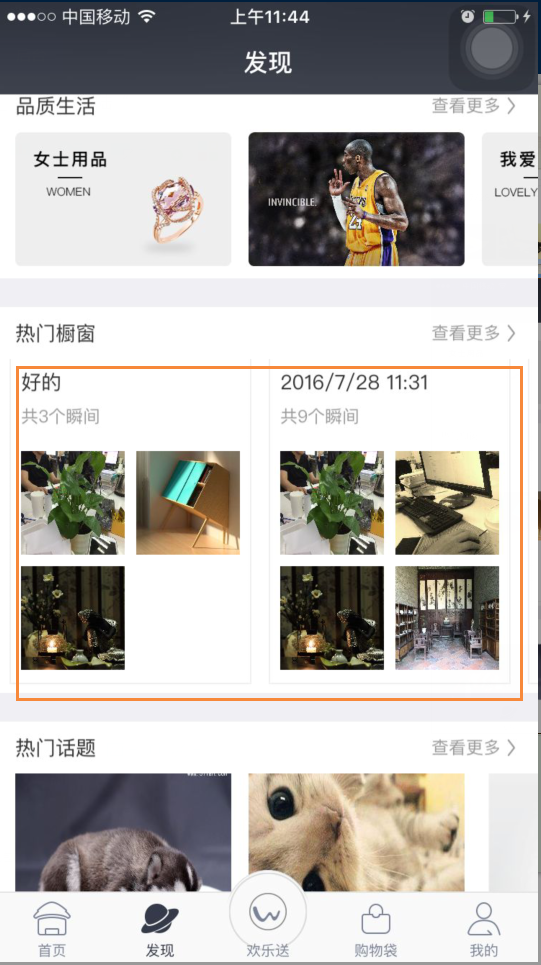 中国移动
上午11:44
发现
品质生活
查看更多
女士用品
WOMEN
INVINCIBLE
24
我爱
LOVELY
热门橱窗
查看更多
好的
共3个瞬间
2016/7/28 11:31
共9个瞬间
热门话题
查看更多
首页
发现
欢乐送
购物袋
我的